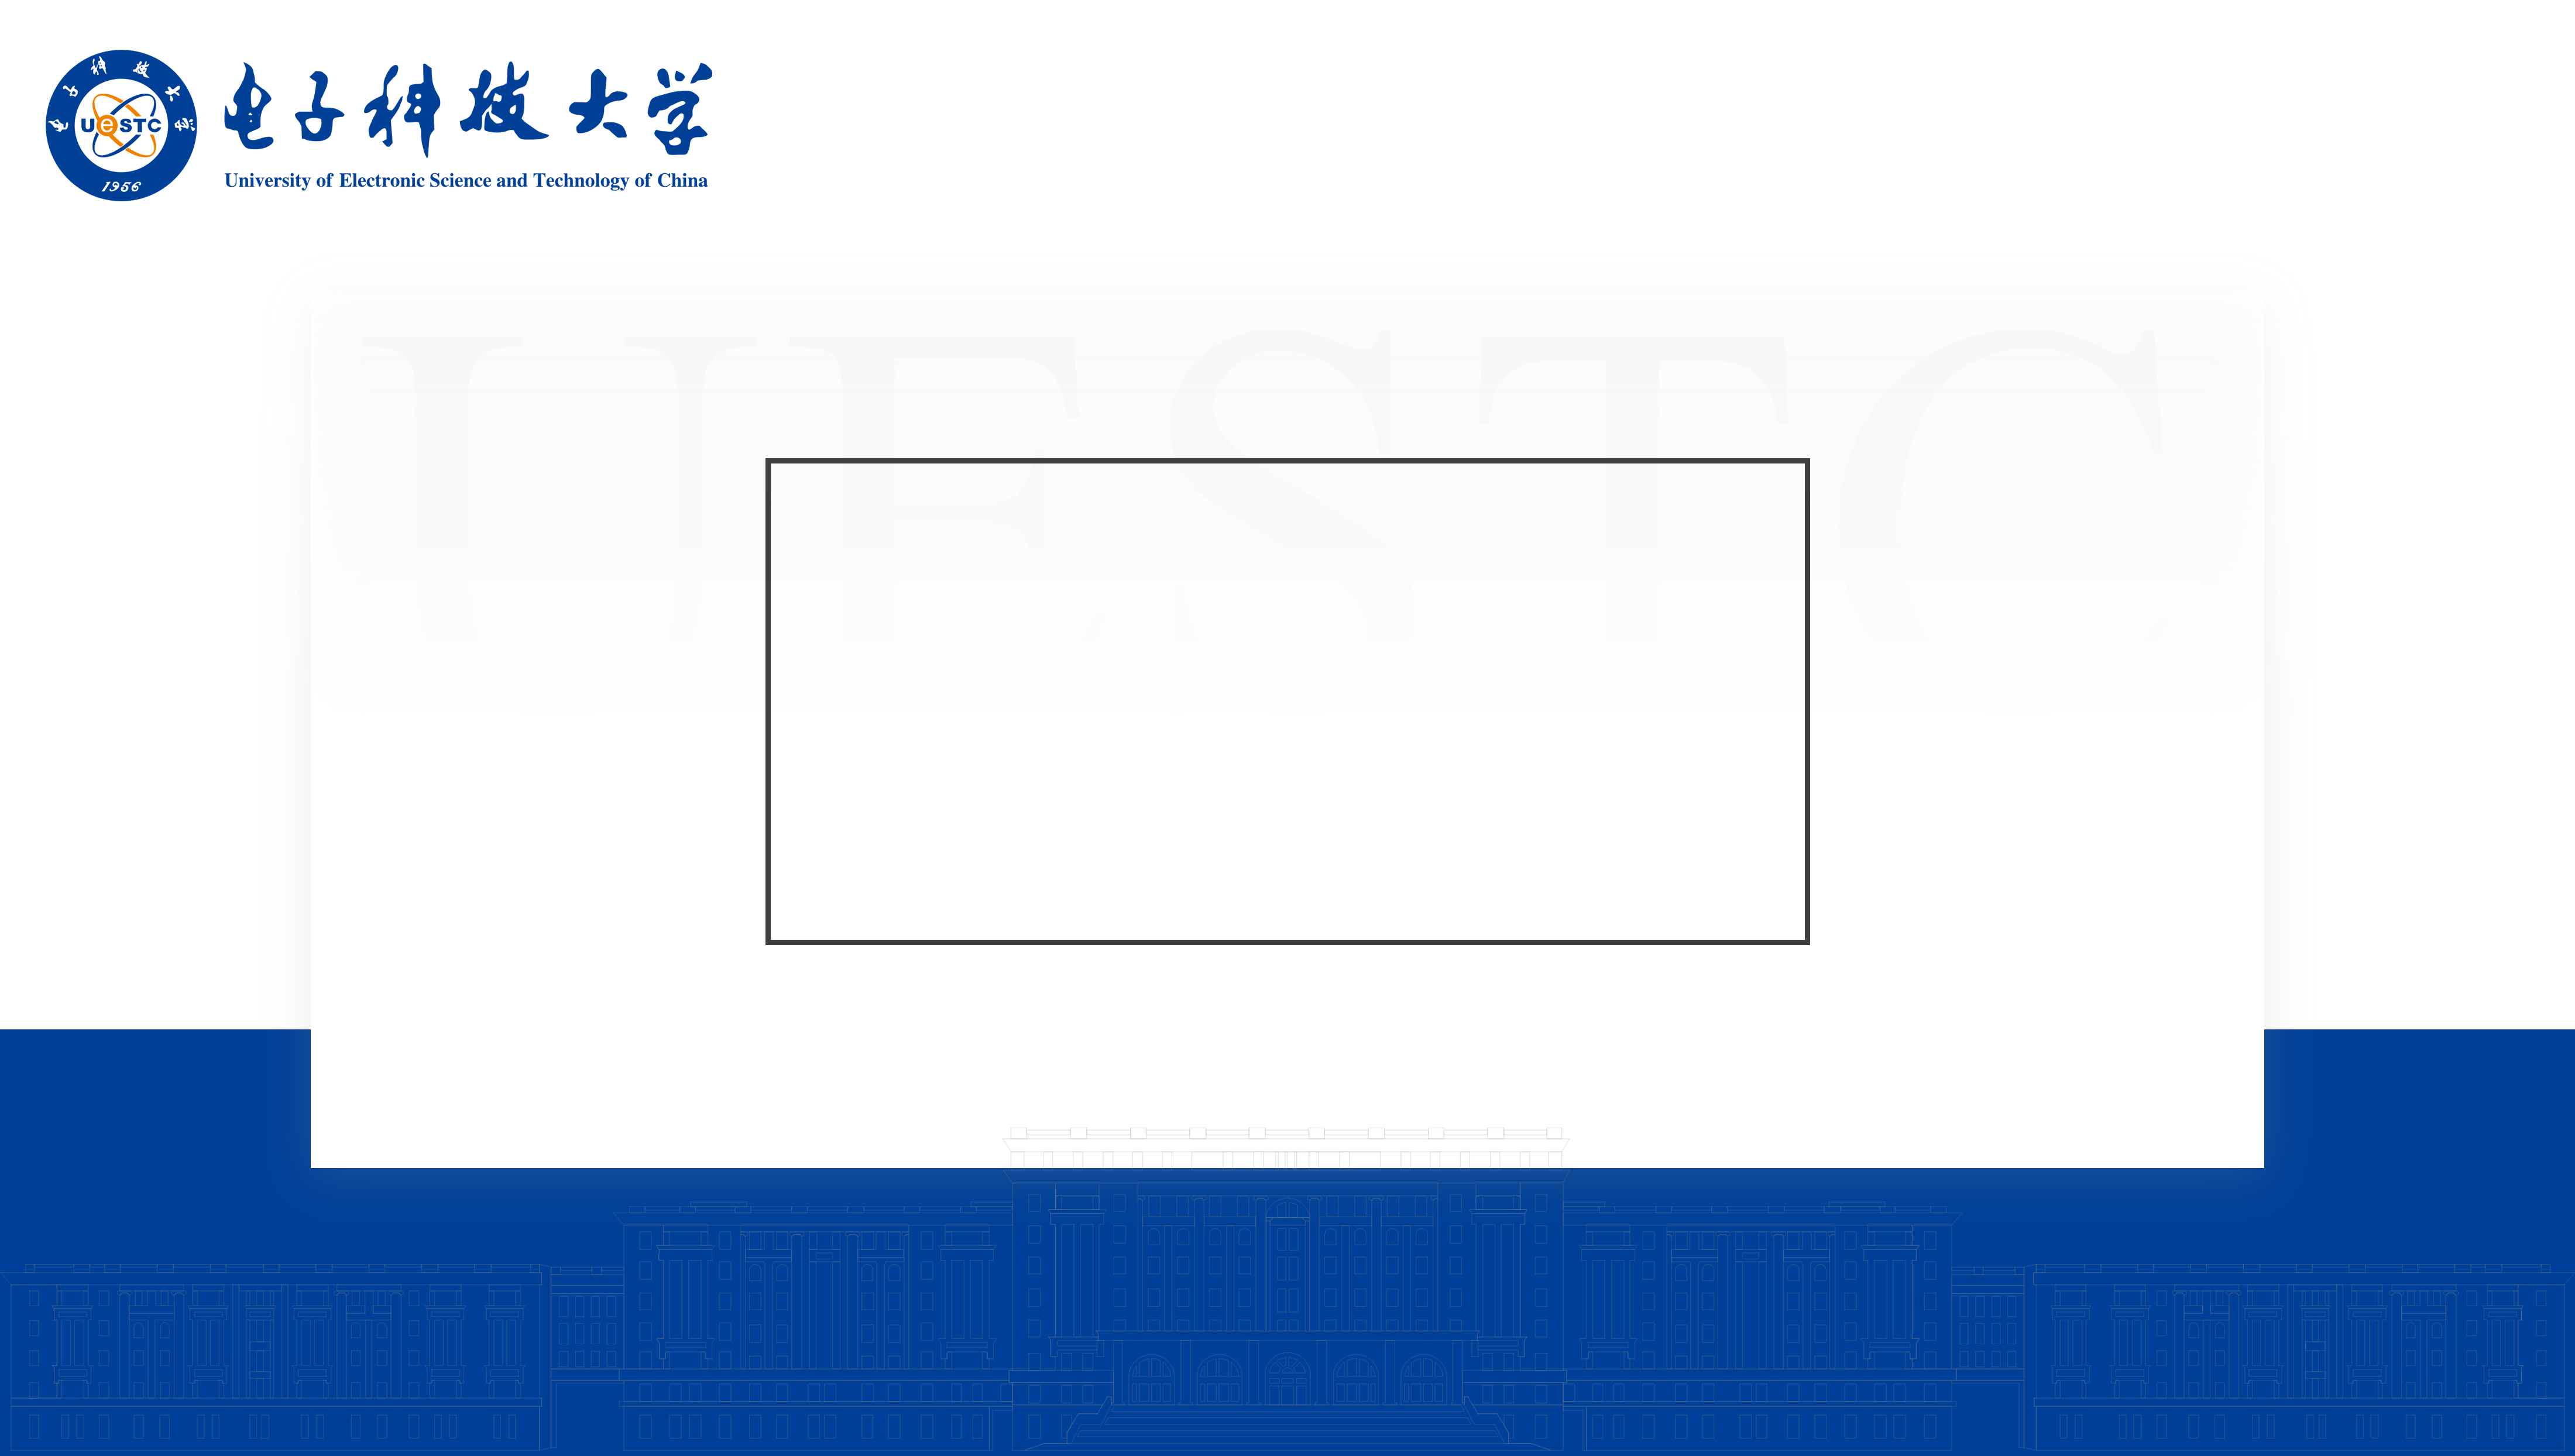 电子科技大学
UeSTC
1956
电子科技大学
University of Electronic Science and Technology of China
UESTC